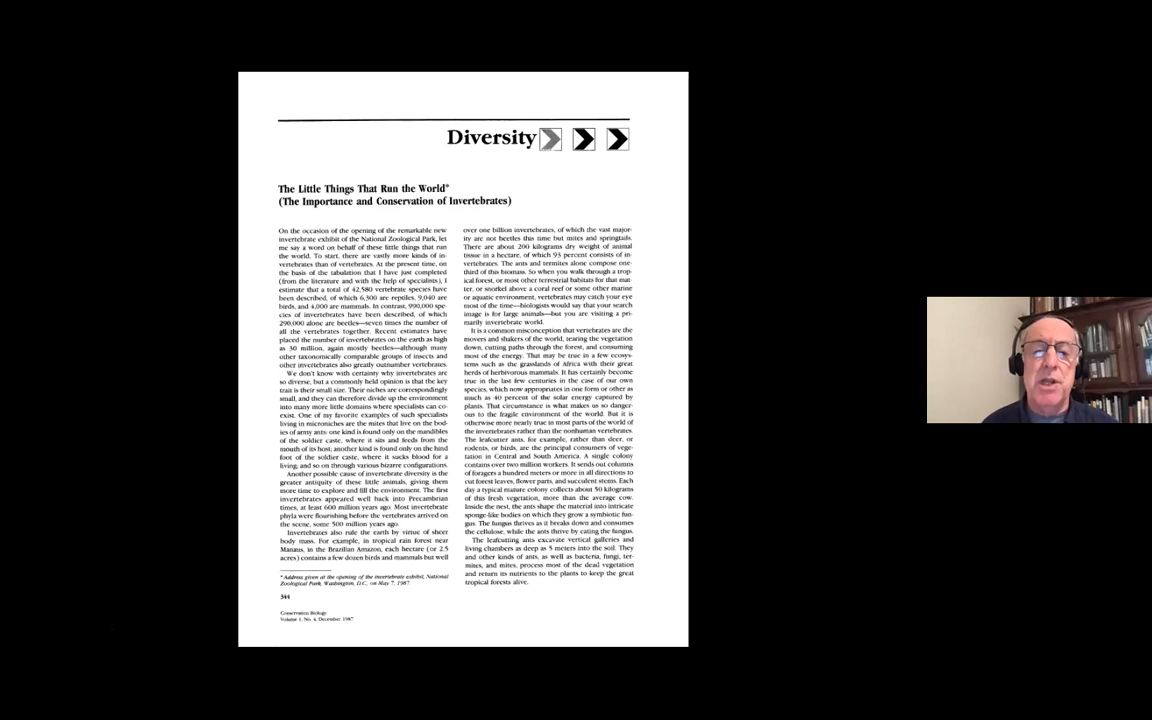 Diversity
The Little Things That Run the World*
(The Importance and Conservation of Invertebrates)
On the occasion of the opening of the remarkable new
invertebrate exhibit of the National Zoological Park, let
me say a word on behalf of these little things that run
the world. To start, there are vastly more kinds of in-
vertebrates than of vertebrates. At the present time, on
the basis of the tabulation that I have just completed
(from the literature and with the help of specialists), I
estimate that a total of 42,580 vertebrate species have
been described, of which 6,300 are reptiles, 9,040 are
birds, and 4,000 are mammals. In contrast, 990,000 spe-
cies of invertebrates have been described, of which
290,000 alone are beetles—seven times the number of
all the vertebrates together. Recent estimates have
placed the number of invertebrates on the earth as high
as 30 million, again mostly beetles—although many
other taxonomically comparable groups of insects and
other invertebrates also greatly outnumber vertebrates.
We don't know with certainty why invertebrates are
so diverse, but a commonly held opinion is that the key
trait is their small size. Their niches are correspondingly
small, and they can therefore divide up the environment
into many more little domains where specialists can co-
exist. One of my favorite examples of such specialists
living in microniches are the mites that live on the bod-
ies of army ants: one kind is found only on the mandibles
of the soldier caste, where it sits and feeds from the
mouth of its host; another kind is found only on the hind
foot of the soldier caste, where it sucks blood for a
living; and so on through various bizarre configurations.
Another possible cause of invertebrate diversity is the
greater antiquity of these little animals, giving them
more time to explore and fill the environment. The first
invertebrates appeared well back into Precambrian
times, at least 600 million years ago. Most invertebrate
phyla were flourishing before the vertebrates arrived on
the scene, some 500 million years ago.
Invertebrates also rule the earth by virtue of sheer
body mass. For example, in tropical rain forest near
Manaus, in the Brazilian Amazon, each hectare (or 2.5
acres) contains a few dozen birds and mammals but well
* Address given at the opening of the invertebrate exhibit, National
Zoological Park, Washington, D.C., on May 7, 1987.
344
Conservation Biology
Volume 1, No. 4, December 1987
over one billion invertebrates, of which the vast major-
ity are not beetles this time but mites and springtails.
There are about 200 kilograms dry weight of animal
tissue in a hectare, of which 93 percent consists of in-
vertebrates. The ants and termites alone compose one-
third of this biomass. So when you walk through a trop-
ical forest, or most other terrestrial habitats for that mat-
ter, or snorkel above a coral reef or some other marine
or aquatic environment, vertebrates may catch your eye
most of the time—biologists would say that your search
image is for large animals—but you are visiting a pri-
marily invertebrate world.
It is a common misconception that vertebrates are the
movers and shakers of the world, tearing the vegetation
down, cutting paths through the forest, and consuming
most of the energy. That may be true in a few ecosys-
tems such as the grasslands of Africa with their great
herds of herbivorous mammals. It has certainly become
true in the last few centuries in the case of our own
species, which now appropriates in one form or other as
much as 40 percent of the solar energy captured by
plants. That circumstance is what makes us so danger-
ous to the fragile environment of the world. But it is
otherwise more nearly true in most parts of the world of
the invertebrates rather than the nonhuman vertebrates.
The leafcutter ants, for example, rather than deer, or
rodents, or birds, are the principal consumers of vege-
tation in Central and South America. A single colony
contains over two million workers. It sends out columns
of foragers a hundred meters or more in all directions to
cut forest leaves, flower parts, and succulent stems. Each
day a typical mature colony collects about 50 kilograms
of this fresh vegetation, more than the average cow.
Inside the nest, the ants shape the material into intricate
sponge-like bodies on which they grow a symbiotic fun-
gus. The fungus thrives as it breaks down and consumes
the cellulose, while the ants thrive by eating the fungus.
The leafcutting ants excavate vertical galleries and
living chambers as deep as 5 meters into the soil. They
and other kinds of ants, as well as bacteria, fungi, ter-
mites, and mites, process most of the dead vegetation
and return its nutrients to the plants to keep the great
tropical forests alive.